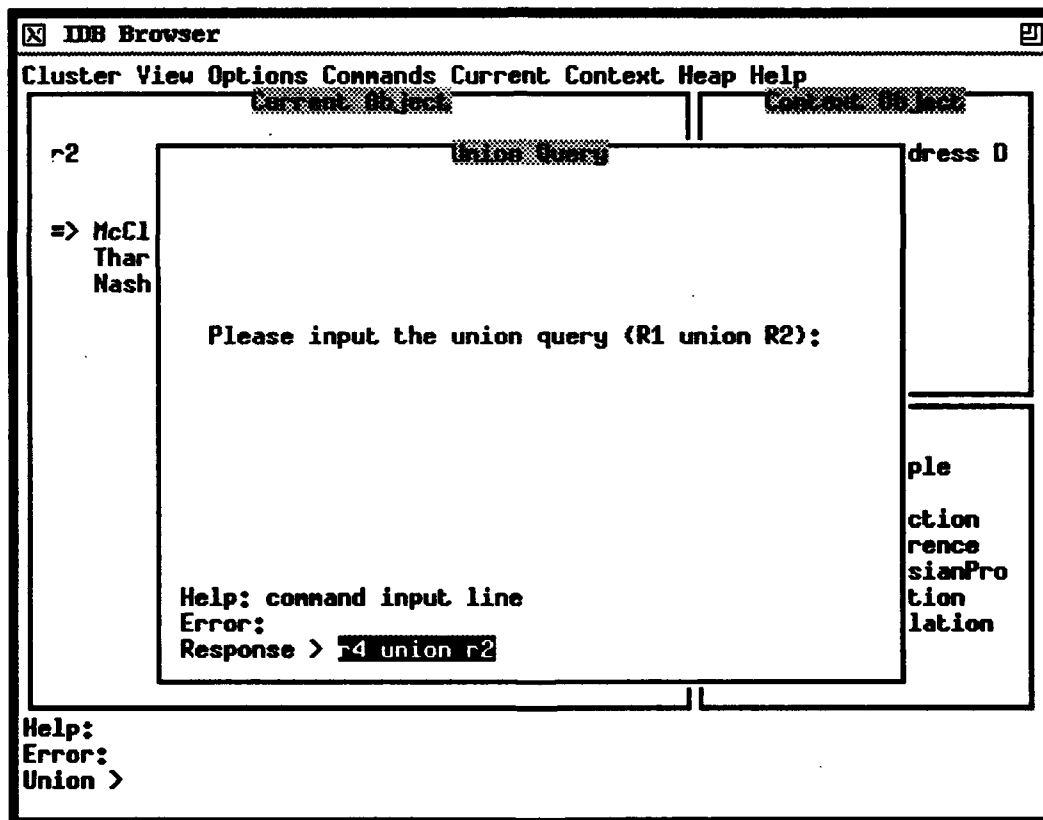 IDB Browser
Cluster View Options Commands Current Context Heap Help
Current Object
Context Object
r2
Union Query
dress D
=> McCl
Thar
Nash
Please input the union query (R1 union R2):
ple
ction
rence
sianPro
tion
lation
Help: command input line
Error:
Response > r4 union r2
Help:
Error:
Union >